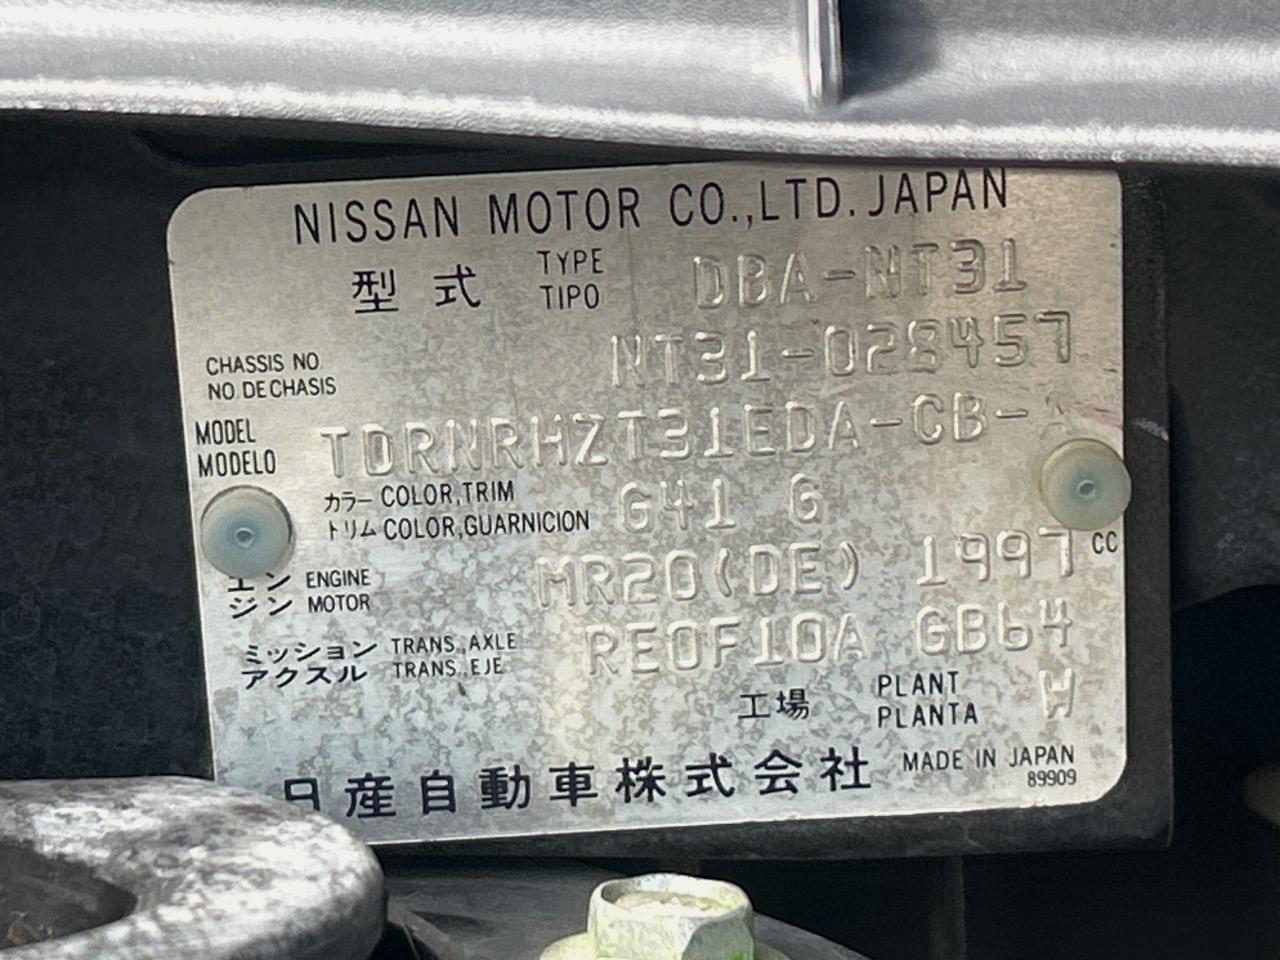 NISSAN MOTOR CO.,LTD. JAPAN
型式 TYPE TIPO DBA-NT31
CHASSIS NO
NO DE CHASIS NT31-028457
MODEL
MODELO TDRNRHZT31EDA-CB-
カラー COLOR,TRIM
トリム COLOR,GUARNICION G41 G
エン ENGINE
ジン MOTOR MR20(DE) 1997 CC
ミッション TRANS.,AXLE
アクスル TRANS.,EJE RE0F10A GB64
工場 PLANT PLANTA H
日産自動車株式会社 MADE IN JAPAN
89909